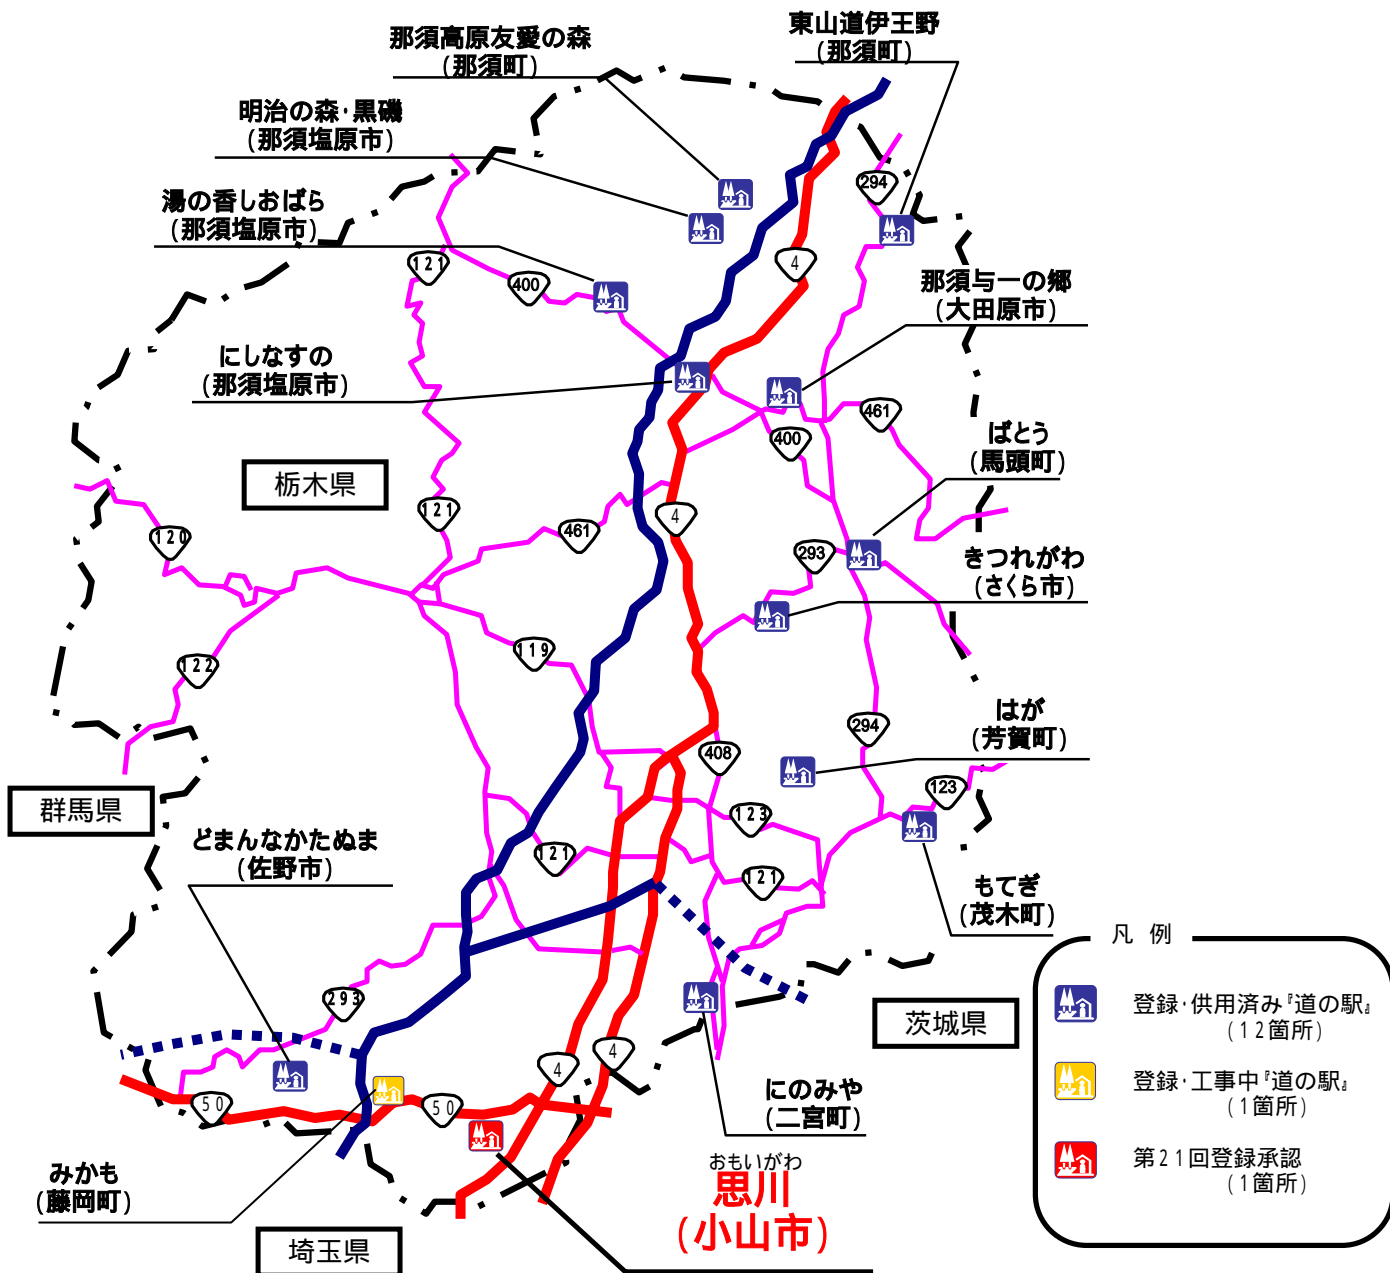 東山道伊王野
(那須町)
那須高原友愛の森
(那須町)
明治の森・黒磯
(那須塩原市)
湯の香しおばら
(那須塩原市)
294
121
400
4
那須与一の郷
(大田原市)
にしなすの
(那須塩原市)
461
400
ばとう
(馬頭町)
栃木県
121
4
120
461
293
きつれがわ
(さくら市)
119
122
はが
(芳賀町)
294
408
123
群馬県
どまんなかたぬま
(佐野市)
123
121
121
もてぎ
(茂木町)
293
茨城県
凡 例
登録・供用済み『道の駅』
(12箇所)
登録・工事中『道の駅』
(1箇所)
第21回登録承認
(1箇所)
4
4
50
50
にのみや
(二宮町)
みかも
(藤岡町)
おもいがわ
思川
(小山市)
埼玉県